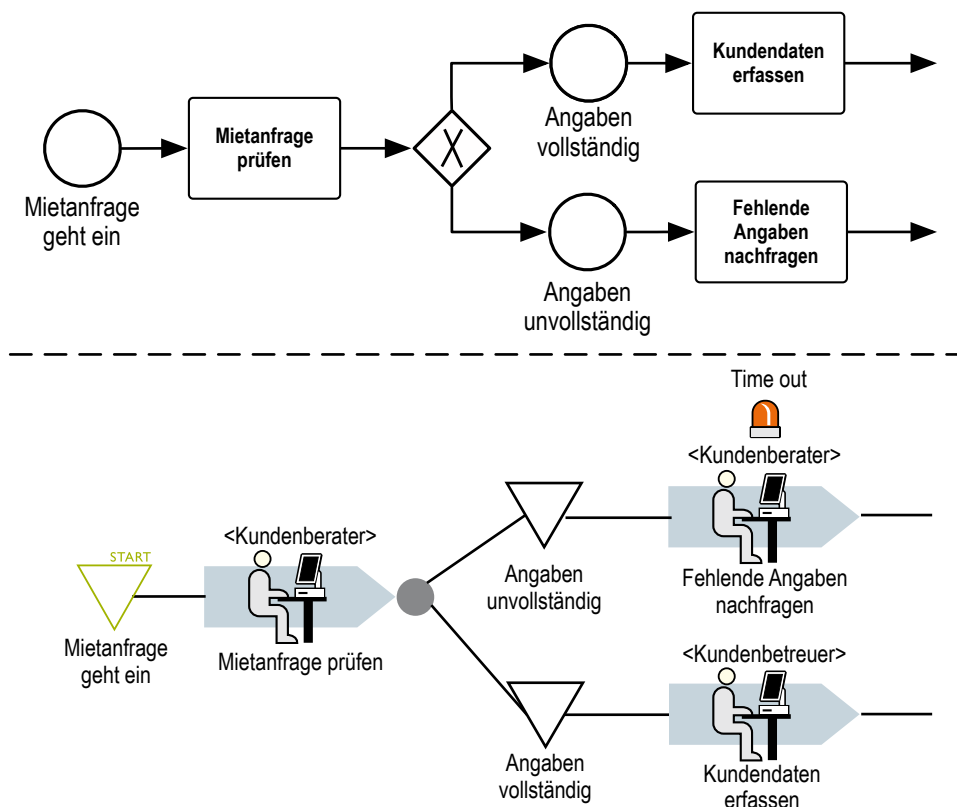 Kundendaten
erfassen
Angaben
vollständig
Mietanfrage
prüfen
X
Mietanfrage
geht ein
Fehlende
Angaben
nachfragen
Angaben
unvollständig
Time out
<Kundenberater>
<Kundenberater>
START
Angaben
unvollständig
Fehlende Angaben
nachfragen
Mietanfrage
geht ein
Mietanfrage prüfen
<Kundenbetreuer>
Angaben
vollständig
Kundendaten
erfassen